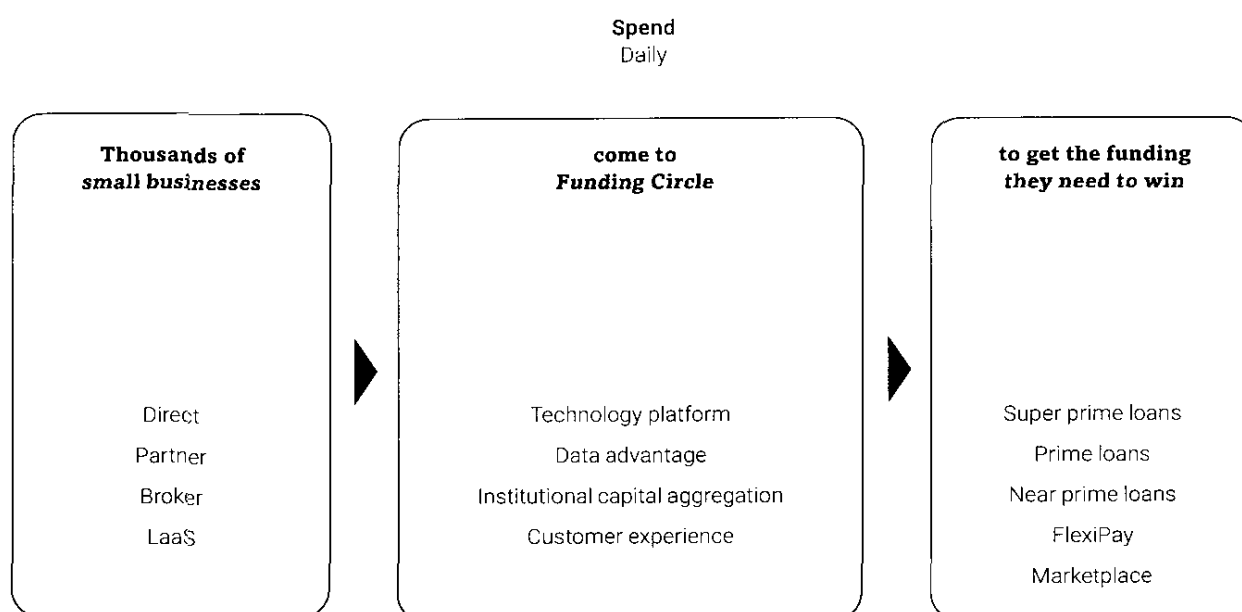 Spend
Daily
Thousands of
small businesses
Direct
Partner
Broker
LaaS
come to
Funding Circle
Technology platform
Data advantage
Institutional capital aggregation
Customer experience
to get the funding
they need to win
Super prime loans
Prime loans
Near prime loans
FlexiPay
Marketplace